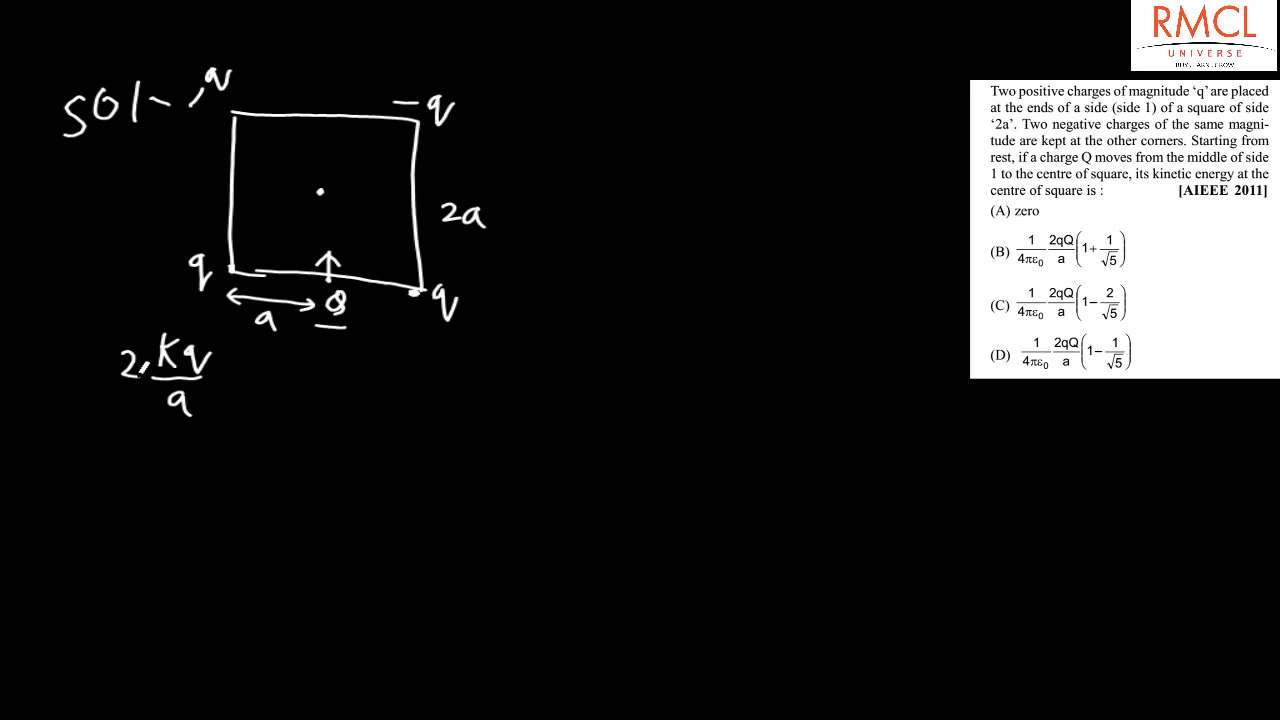 RMCL
UNIVERSE
BUY LEARN GROW
Sol- -q -q
2a
q q
Q
a
2. Kq/a
Two positive charges of magnitude ‘q’ are placed
at the ends of a side (side 1) of a square of side
‘2a’. Two negative charges of the same magni-
tude are kept at the other corners. Starting from
rest, if a charge Q moves from the middle of side
1 to the centre of square, its kinetic energy at the
centre of square is : [AIEEE 2011]
(A) zero
(B) 1/4πε₀ 2qQ/a (1+1/√5)
(C) 1/4πε₀ 2qQ/a (1−2/√5)
(D) 1/4πε₀ 2qQ/a (1−1/√5)